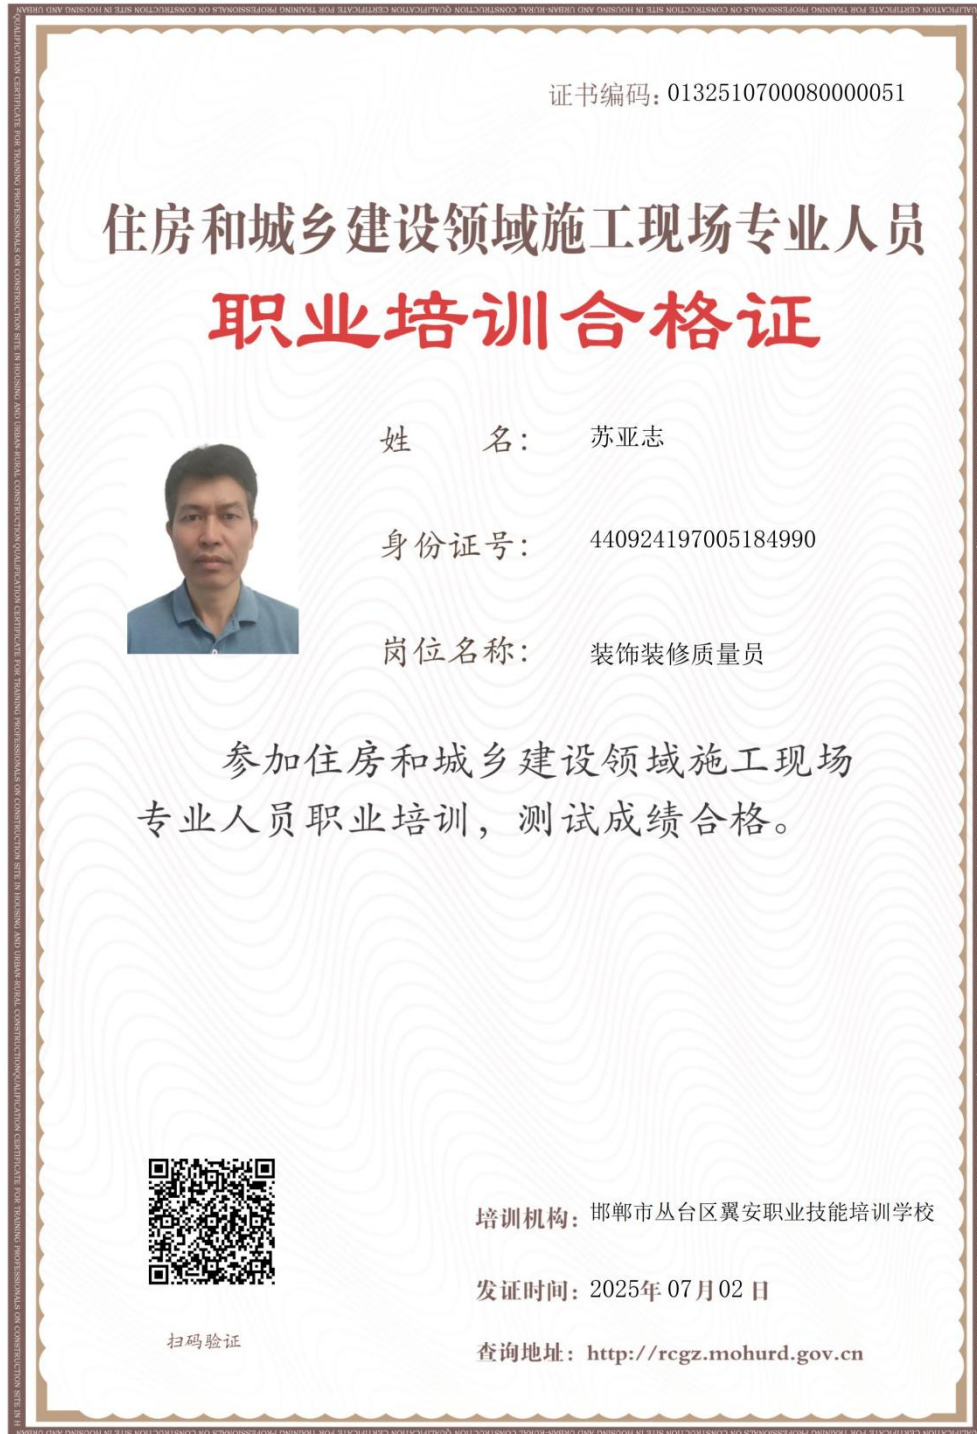 证书编码: 0132510700080000051
住房和城乡建设领域施工现场专业人员
职业培训合格证
姓 名: 苏亚志
身份证号: 440924197005184990
岗位名称: 装饰装修质量员
参加住房和城乡建设领域施工现场
专业人员职业培训，测试成绩合格。
培训机构: 邯郸市丛台区翼安职业技能培训学校
发证时间: 2025年07月02日
扫码验证
查询地址: http://rcgz.mohurd.gov.cn